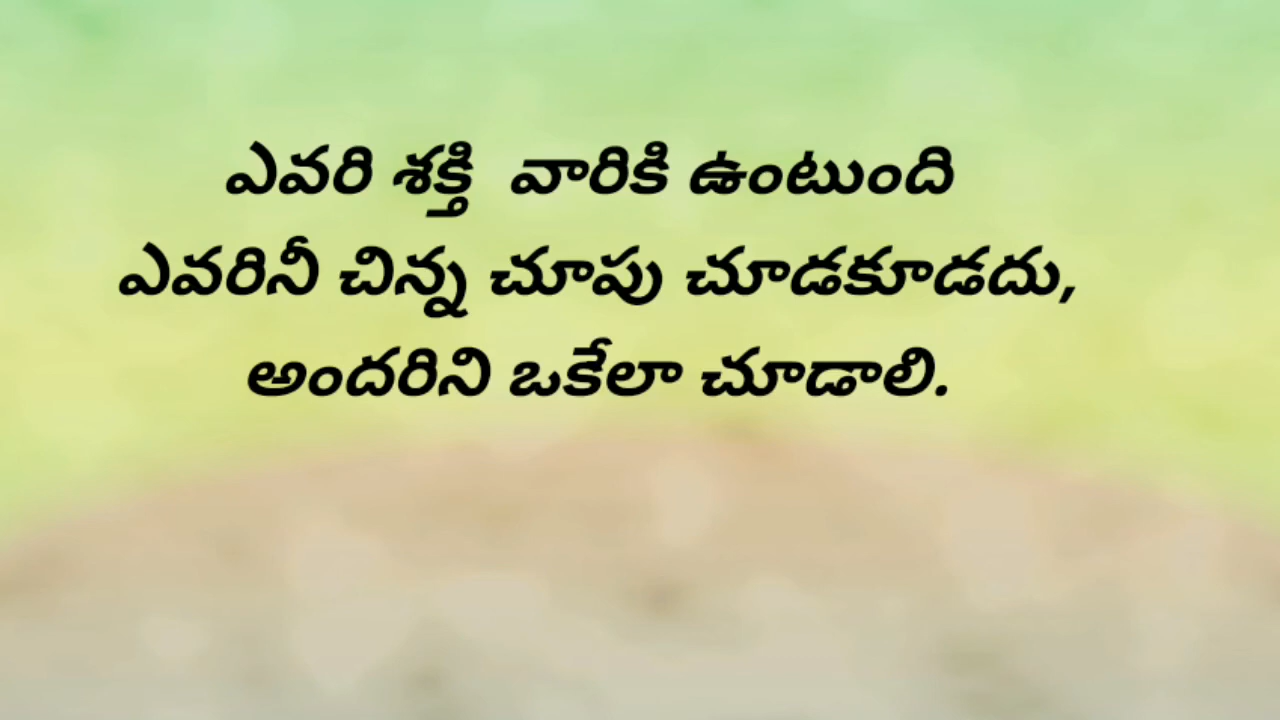 ఎవరి శక్తి వారికి ఉంటుంది
ఎవరినీ చిన్న చూపు చూడకూడదు,
అందరిని ఒకేలా చూడాలి.